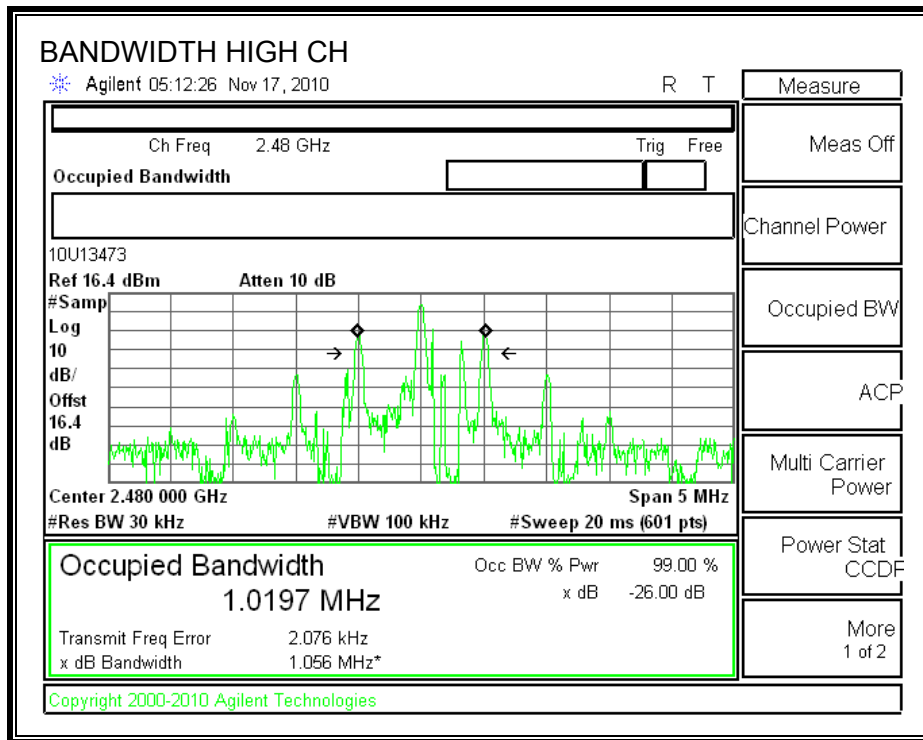 BANDWIDTH HIGH CH
Agilent 05:12:26 Nov 17, 2010 R T
Measure
Ch Freq 2.48 GHz Trig Free
Meas Off
Occupied Bandwidth
Channel Power
10U13473
Ref 16.4 dBm Atten 10 dB
#Samp
Log
10
dB/
Offst
16.4
dB
Occupied BW
ACP
Multi Carrier
Power
Center 2.480 000 GHz Span 5 MHz
#Res BW 30 kHz #VBW 100 kHz #Sweep 20 ms (601 pts)
Power Stat
CCDF
Occupied Bandwidth
1.0197 MHz
Occ BW % Pwr 99.00 %
x dB -26.00 dB
Transmit Freq Error 2.076 kHz
x dB Bandwidth 1.056 MHz*
More
1 of 2
Copyright 2000-2010 Agilent Technologies